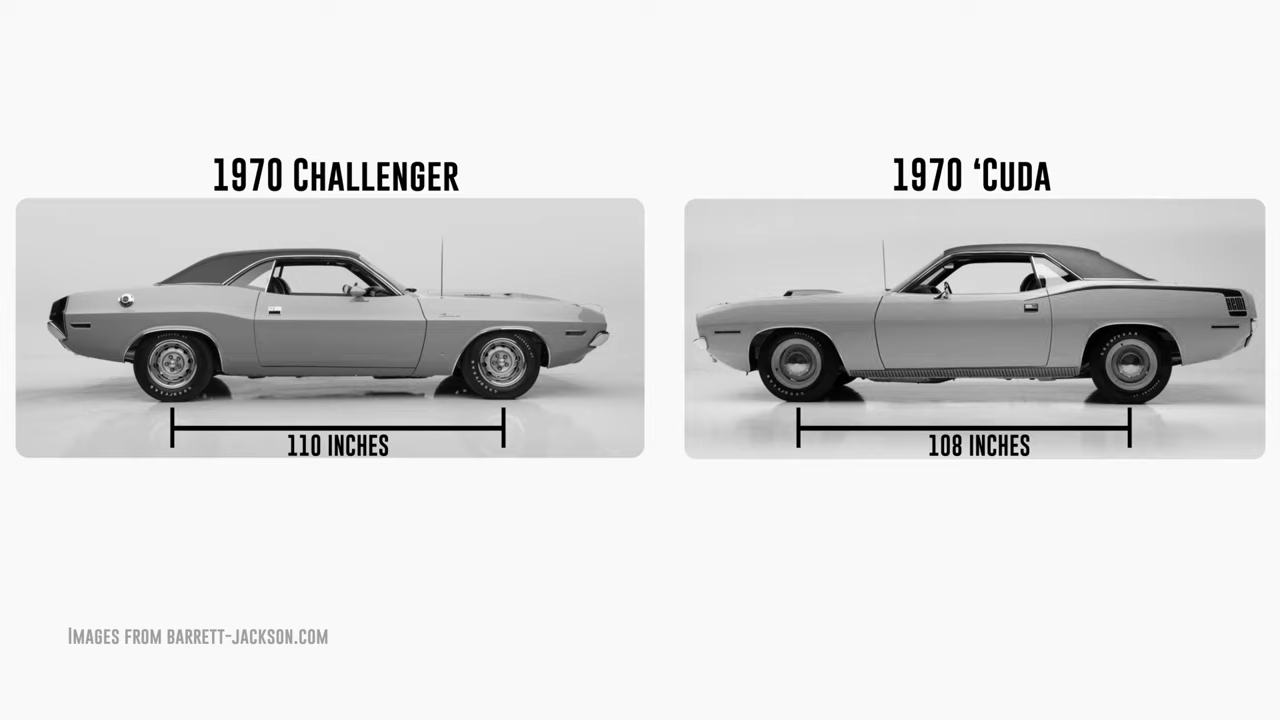 1970 Challenger
1970 ‘Cuda
110 INCHES
108 INCHES
Images from barrett-jackson.com